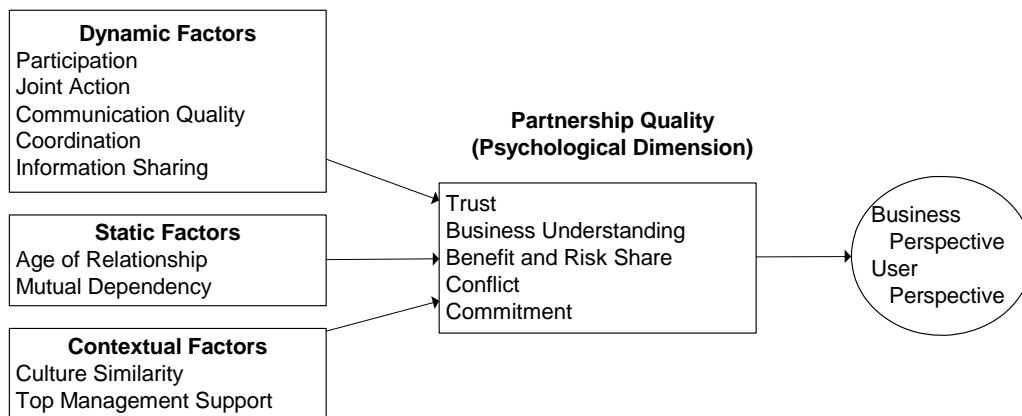 Dynamic Factors
Participation
Joint Action
Communication Quality
Coordination
Information Sharing
Static Factors
Age of Relationship
Mutual Dependency
Contextual Factors
Culture Similarity
Top Management Support
Partnership Quality
(Psychological Dimension)
Trust
Business Understanding
Benefit and Risk Share
Conflict
Commitment
Business
Perspective
User
Perspective